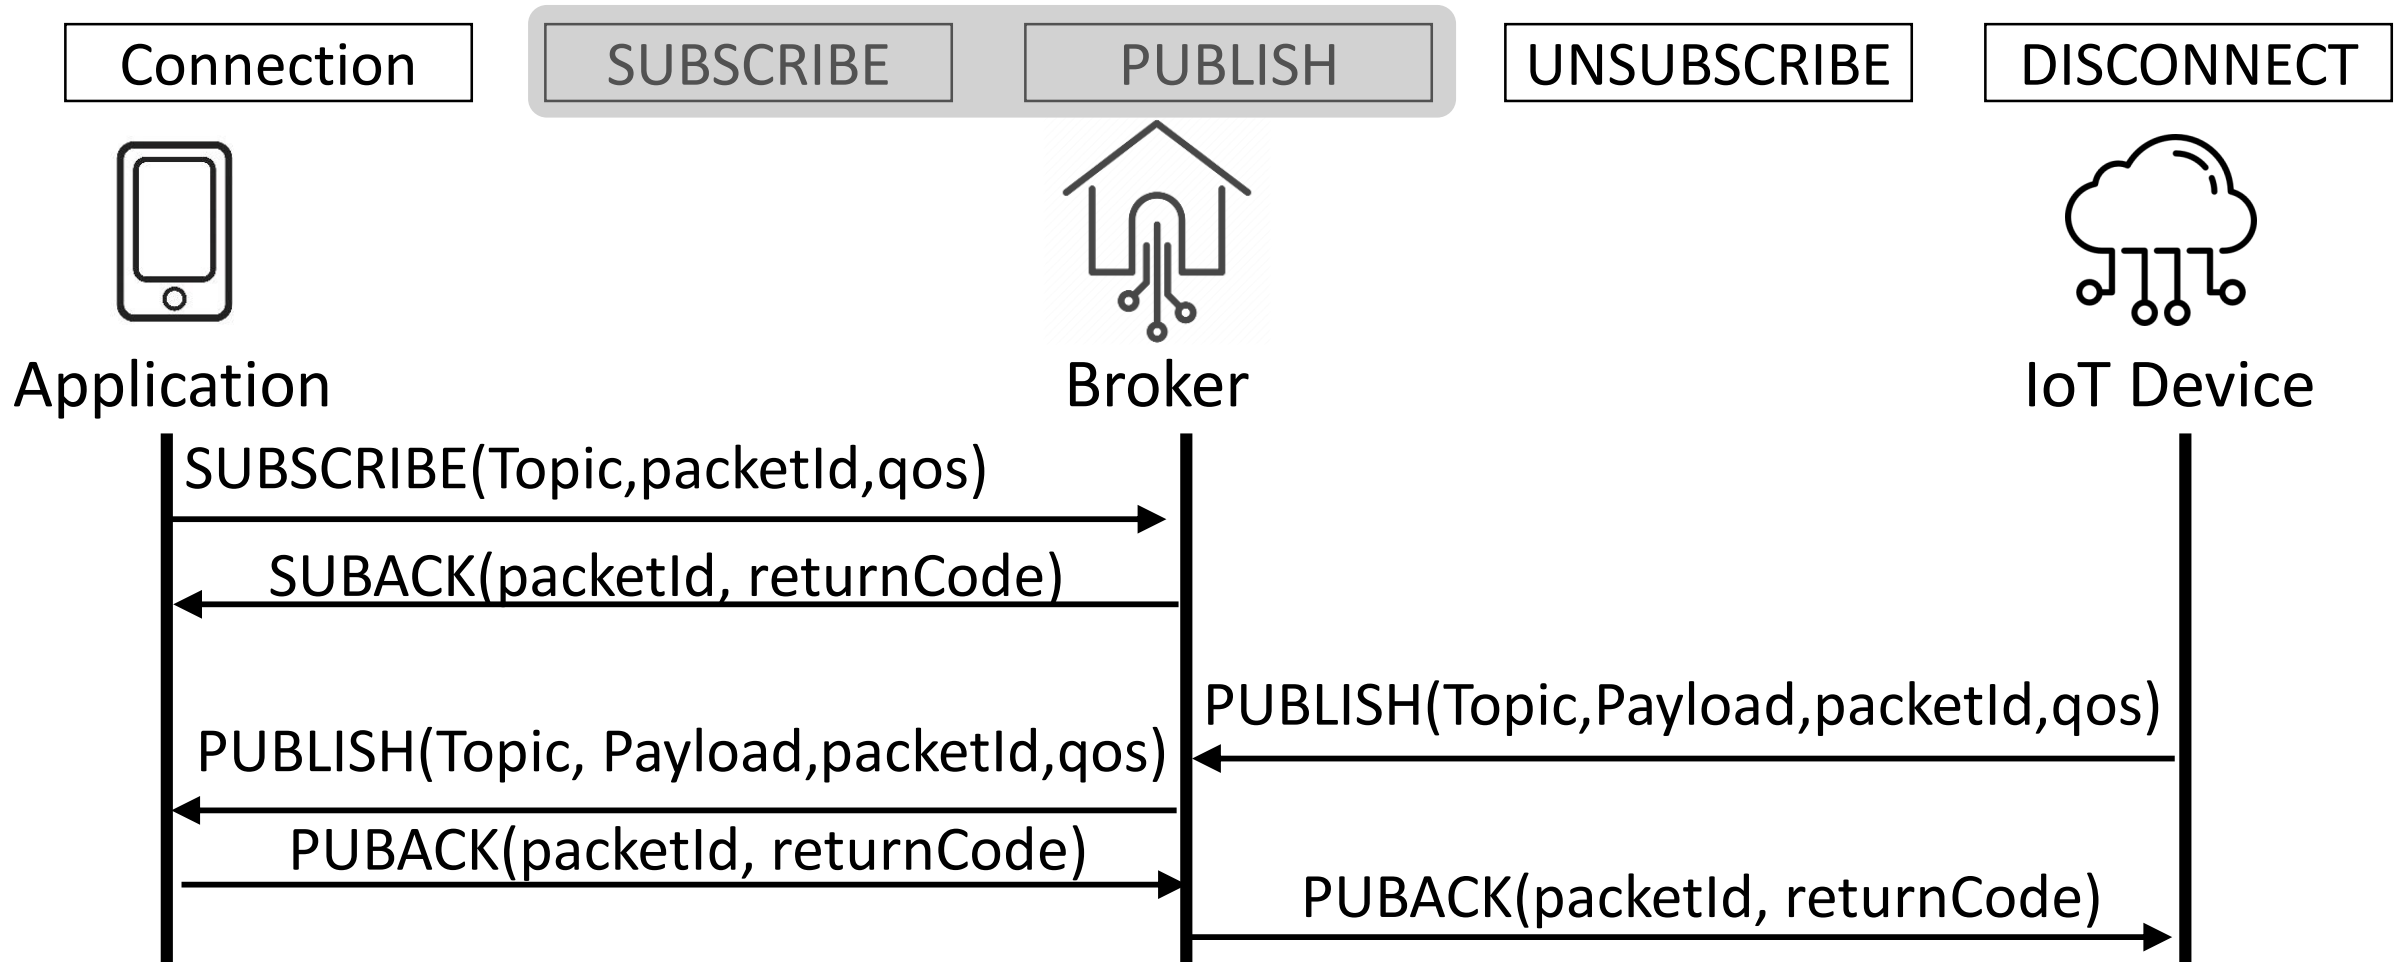 Connection
SUBSCRIBE
PUBLISH
UNSUBSCRIBE
DISCONNECT
Application
Broker
IoT Device
SUBSCRIBE(Topic,packetId,qos)
SUBACK(packetId, returnCode)
PUBLISH(Topic,Payload,packetId,qos)
PUBLISH(Topic, Payload,packetId,qos)
PUBACK(packetId, returnCode)
PUBACK(packetId, returnCode)